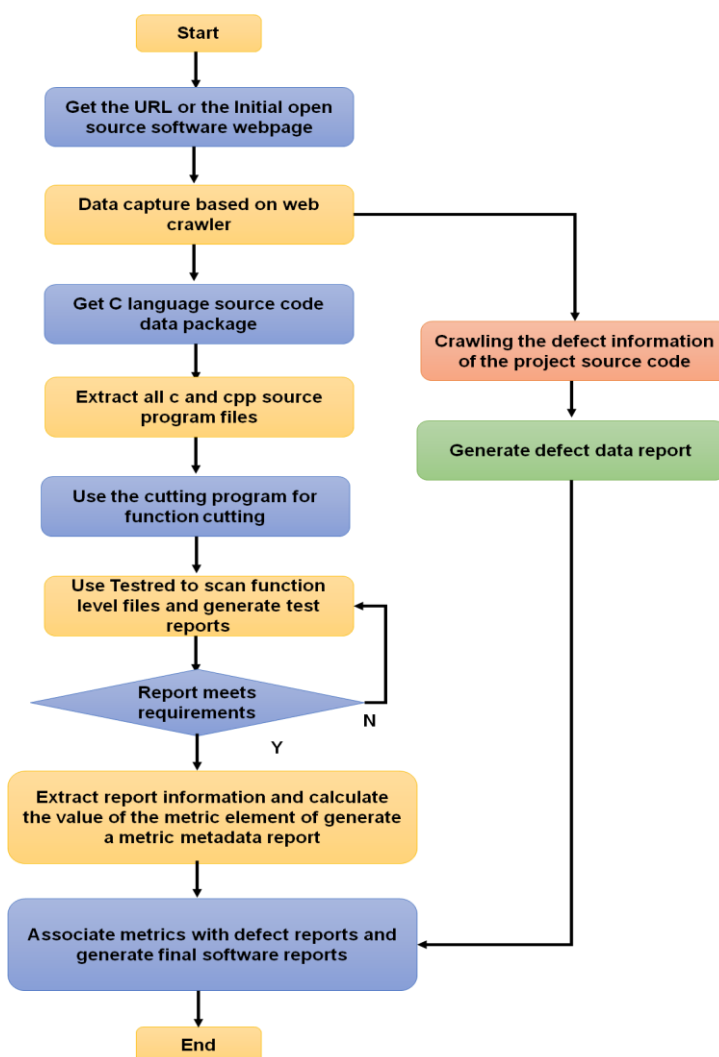 Start
Get the URL or the Initial open
source software webpage
Data capture based on web
crawler
Get C language source code
data package
Extract all c and cpp source
program files
Use the cutting program for
function cutting
Use Testred to scan function
level files and generate test
reports
Report meets
requirements
N
Y
Extract report information and calculate
the value of the metric element of generate
a metric metadata report
Associate metrics with defect reports and
generate final software reports
End
Crawling the defect information
of the project source code
Generate defect data report